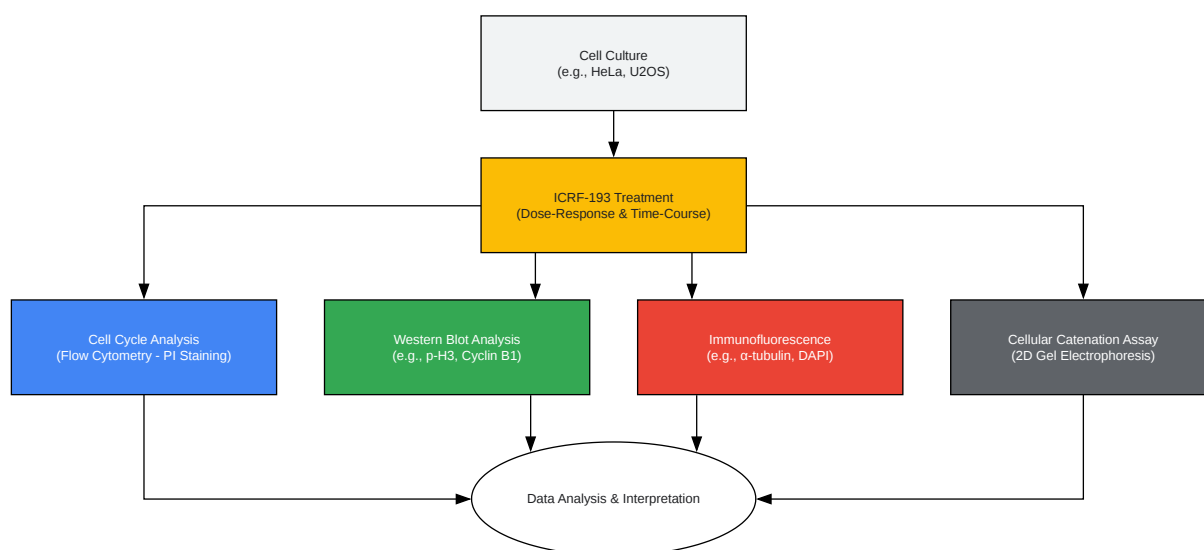 Cell Culture
(e.g., HeLa, U2OS)
ICRF-193 Treatment
(Dose-Response & Time-Course)
Cell Cycle Analysis
(Flow Cytometry - PI Staining)
Western Blot Analysis
(e.g., p-H3, Cyclin B1)
Immunofluorescence
(e.g., α-tubulin, DAPI)
Cellular Catenation Assay
(2D Gel Electrophoresis)
Data Analysis & Interpretation